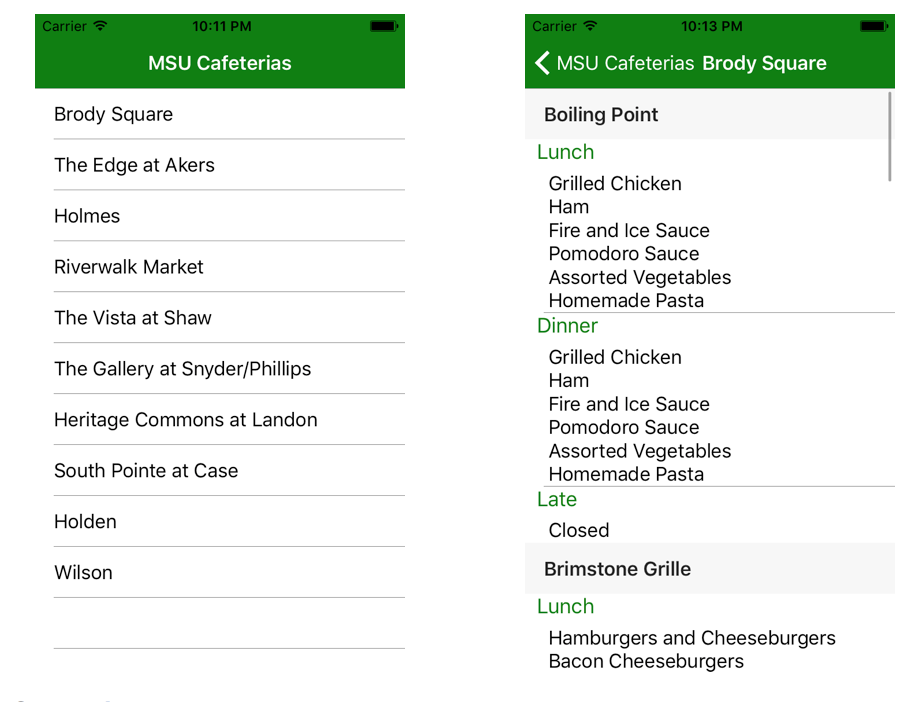 Carrier 10:11 PM
MSU Cafeterias
Brody Square
The Edge at Akers
Holmes
Riverwalk Market
The Vista at Shaw
The Gallery at Snyder/Phillips
Heritage Commons at Landon
South Pointe at Case
Holden
Wilson
Carrier 10:13 PM
MSU Cafeterias Brody Square
Boiling Point
Lunch
Grilled Chicken
Ham
Fire and Ice Sauce
Pomodoro Sauce
Assorted Vegetables
Homemade Pasta
Dinner
Grilled Chicken
Ham
Fire and Ice Sauce
Pomodoro Sauce
Assorted Vegetables
Homemade Pasta
Late
Closed
Brimstone Grille
Lunch
Hamburgers and Cheeseburgers
Bacon Cheeseburgers